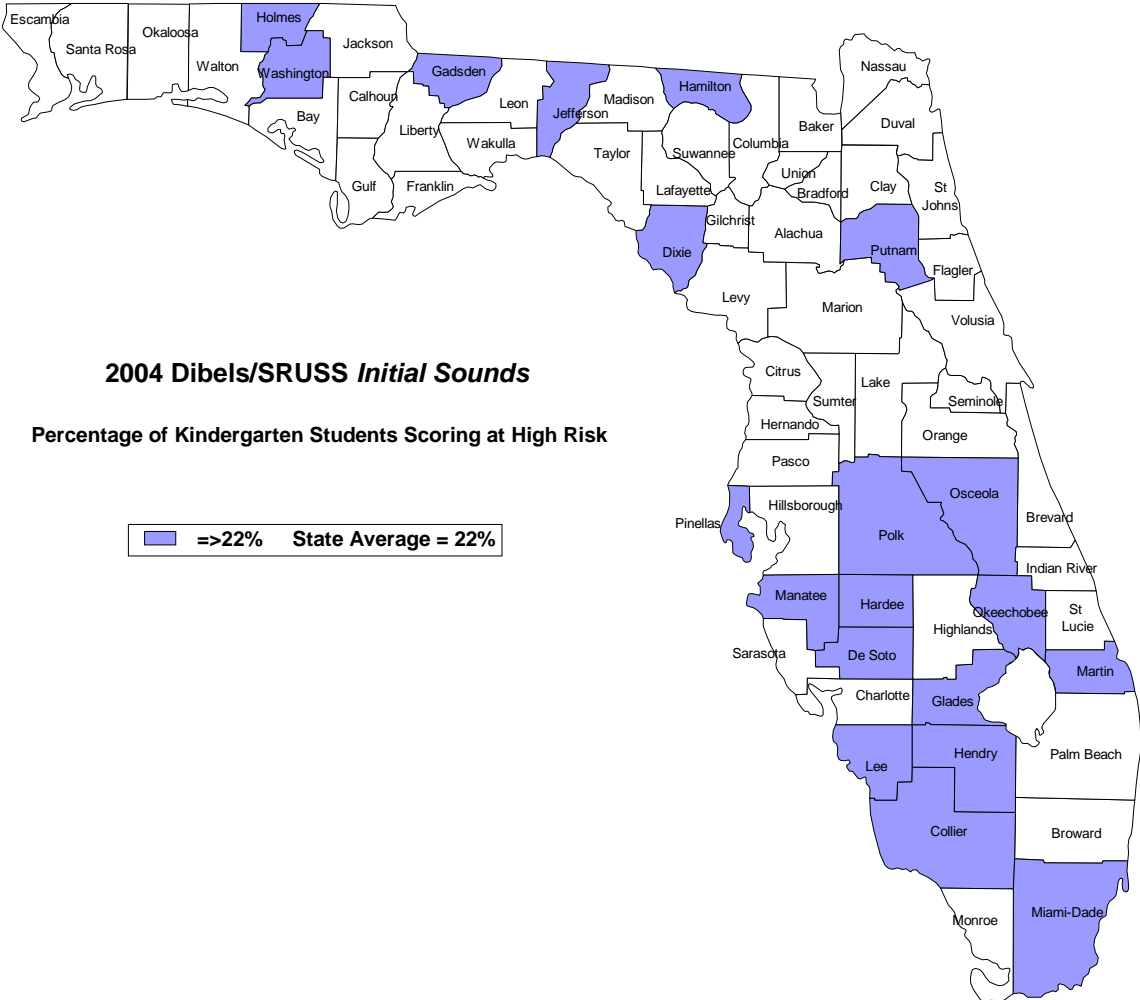 Escambia
Santa Rosa
Okaloosa
Walton
Holmes
Washington
Jackson
Bay
Calhoun
Gulf
Liberty
Gadsden
Franklin
Leon
Wakulla
Jefferson
Madison
Taylor
Hamilton
Suwannee
Lafayette
Columbia
Baker
Nassau
Duval
Union
Bradford
Clay
St
Johns
Gilchrist
Alachua
Dixie
Putnam
Flagler
Levy
Marion
Volusia
2004 Dibels/SRUSS Initial Sounds
Percentage of Kindergarten Students Scoring at High Risk
=>22% State Average = 22%
Citrus
Sumter
Lake
Seminole
Hernando
Orange
Pasco
Hillsborough
Pinellas
Polk
Osceola
Brevard
Indian River
Manatee
Hardee
Highlands
Okeechobee
St
Lucie
Sarasota
De Soto
Martin
Charlotte
Glades
Lee
Hendry
Palm Beach
Collier
Broward
Monroe
Miami-Dade